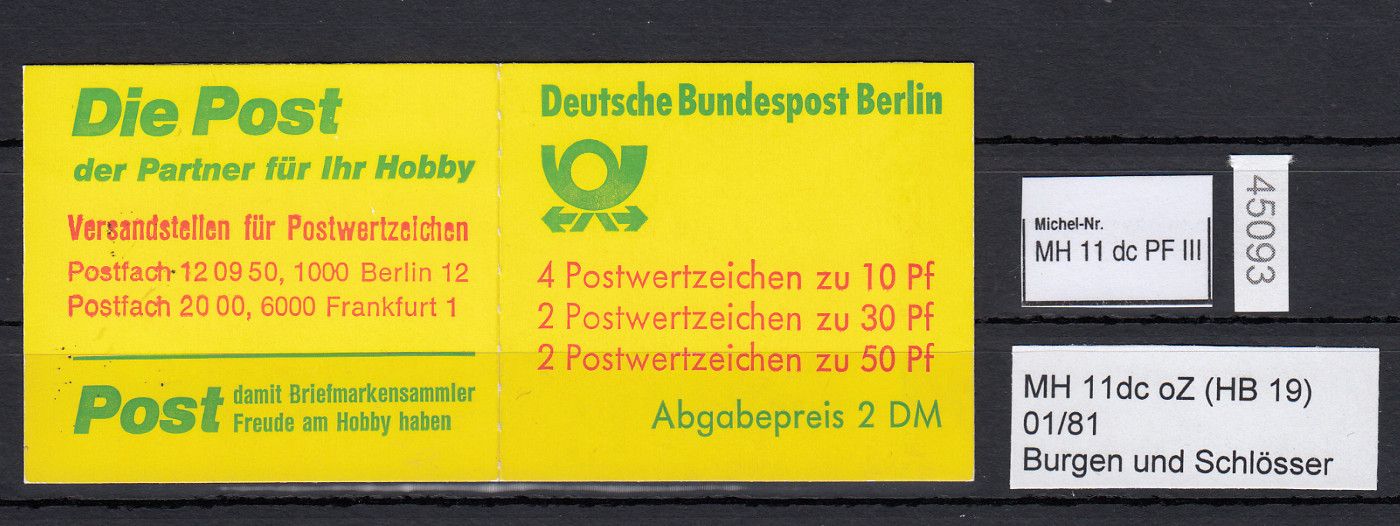 Die Post
der Partner für Ihr Hobby
Versandstellen für Postwertzeichen
Postfach 12 09 50, 1000 Berlin 12
Postfach 20 00, 6000 Frankfurt 1
Post
damit Briefmarkensammler
Freude am Hobby haben
Deutsche Bundespost Berlin
4 Postwertzeichen zu 10 Pf
2 Postwertzeichen zu 30 Pf
2 Postwertzeichen zu 50 Pf
Abgabepreis 2 DM
Michel-Nr.
MH 11 dc PF III
45093
MH 11dc oZ (HB 19)
01/81
Burgen und Schlösser